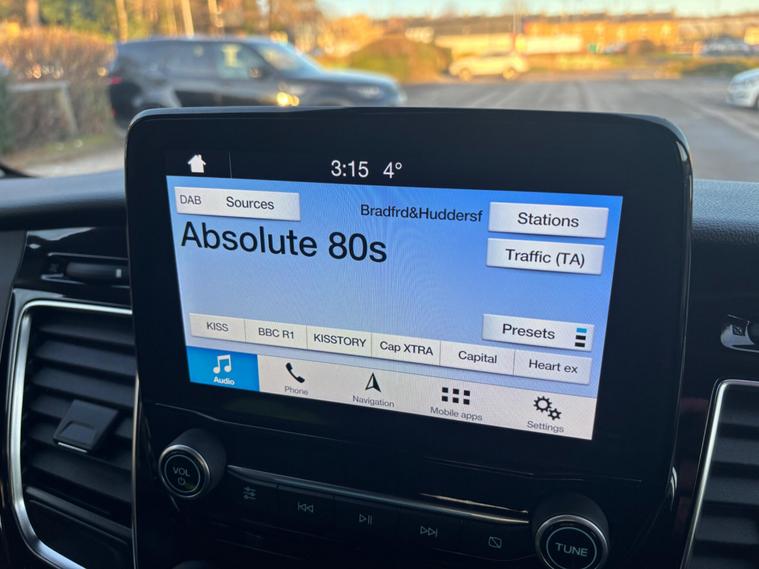 3:15 4°
DAB Sources
Bradfrd&Huddersf
Stations
Absolute 80s
Traffic (TA)
Presets
KISS BBC R1 KISSTORY Cap XTRA Capital Heart ex
Audio Phone Navigation Mobile apps Settings
VOL
TUNE